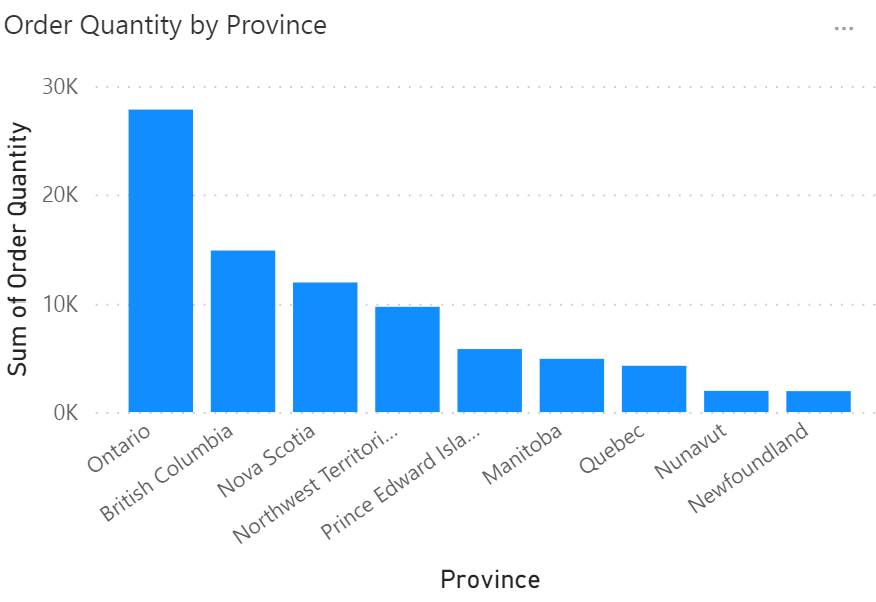 Order Quantity by Province
...
Sum of Order Quantity
30K
20K
10K
0K
Ontario
British Columbia
Nova Scotia
Northwest Territori...
Prince Edward Isla...
Manitoba
Quebec
Nunavut
Newfoundland
Province